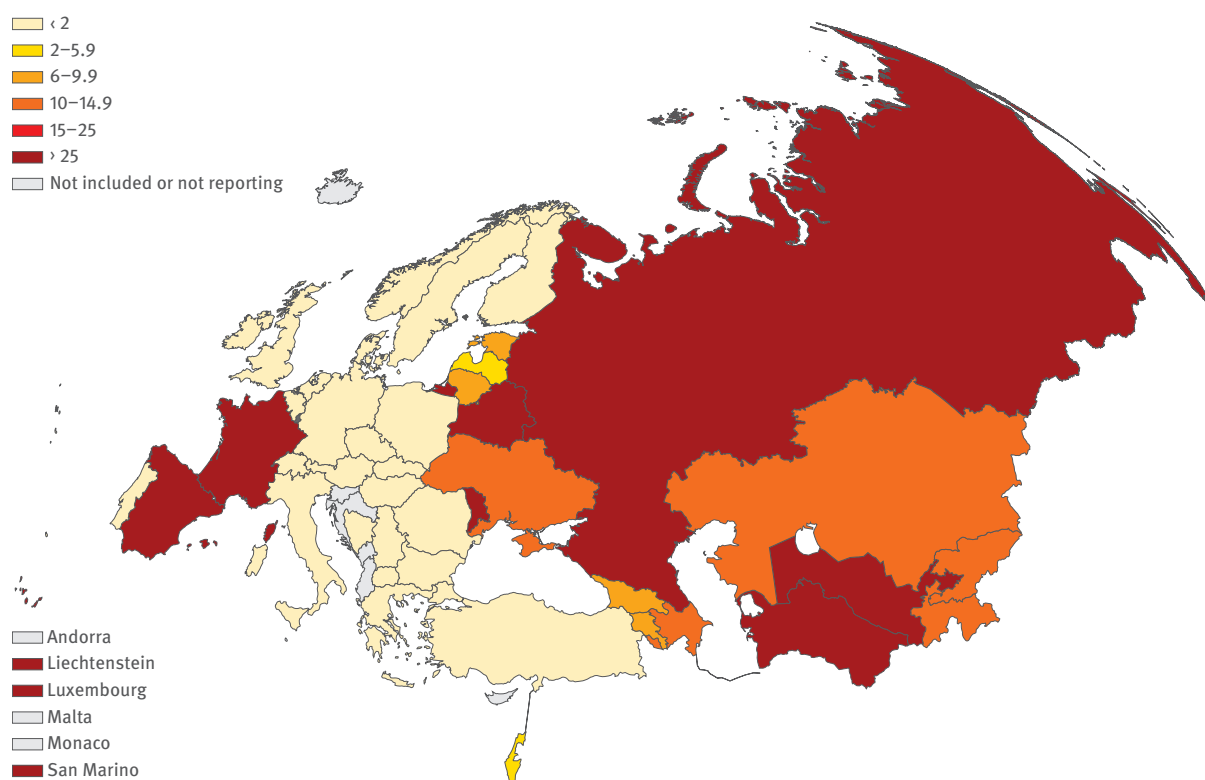 ‹ 2
2–5.9
6–9.9
10–14.9
15–25
› 25
Not included or not reporting
Andorra
Liechtenstein
Luxembourg
Malta
Monaco
San Marino